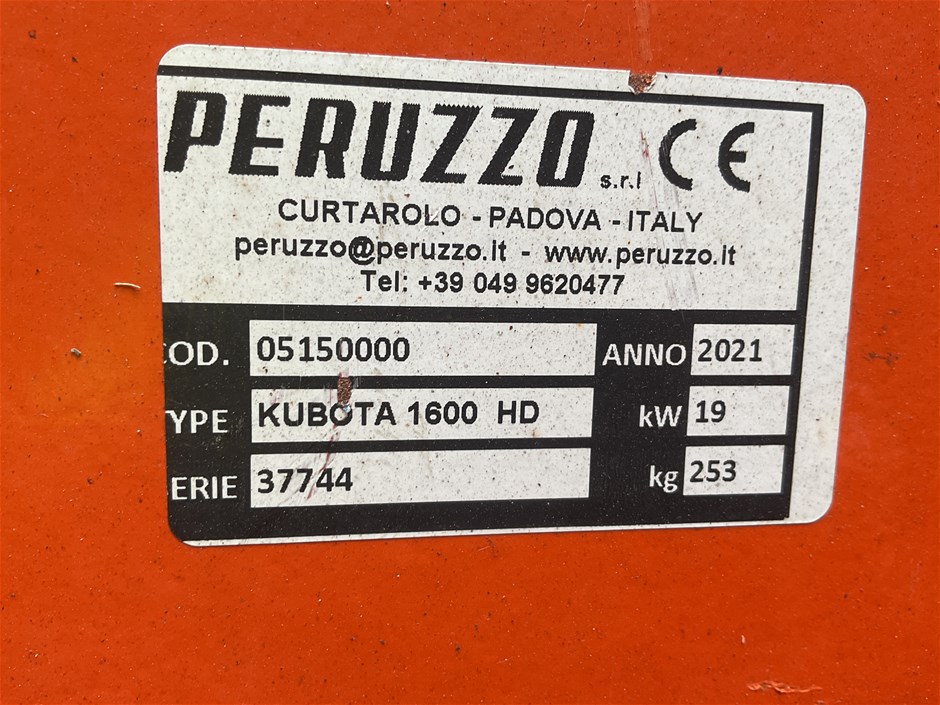 PERUZZO s.r.l CE
CURTAROLO - PADOVA - ITALY
peruzzo@peruzzo.it - www.peruzzo.it
Tel: +39 049 9620477
COD. 05150000 ANNO 2021
YPE KUBOTA 1600 HD kW 19
ERIE 37744 kg 253